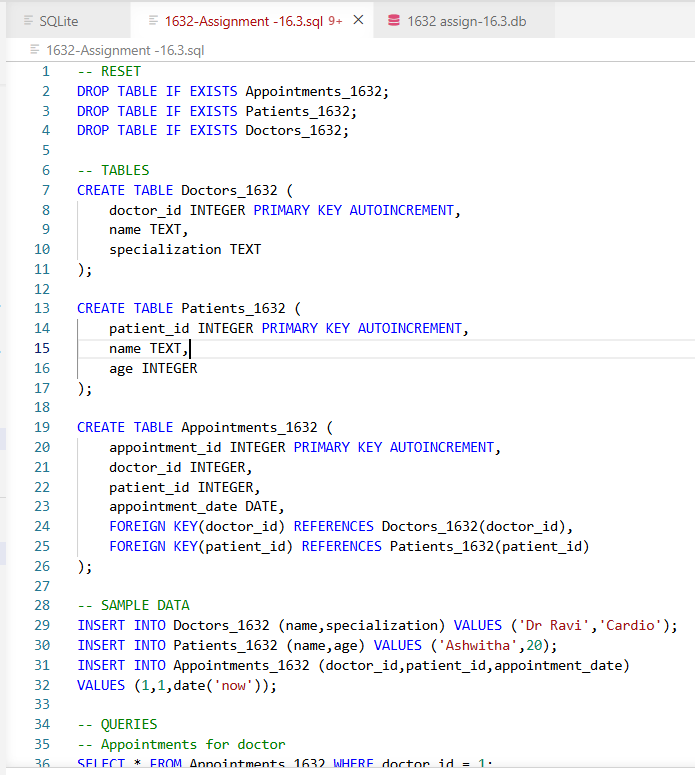 SQLite
1632-Assignment -16.3.sql 9+
1632 assign-16.3.db
1632-Assignment -16.3.sql
1 -- RESET
2 DROP TABLE IF EXISTS Appointments_1632;
3 DROP TABLE IF EXISTS Patients_1632;
4 DROP TABLE IF EXISTS Doctors_1632;
5
6 -- TABLES
7 CREATE TABLE Doctors_1632 (
8 doctor_id INTEGER PRIMARY KEY AUTOINCREMENT,
9 name TEXT,
10 specialization TEXT
11 );
12
13 CREATE TABLE Patients_1632 (
14 patient_id INTEGER PRIMARY KEY AUTOINCREMENT,
15 name TEXT,
16 age INTEGER
17 );
18
19 CREATE TABLE Appointments_1632 (
20 appointment_id INTEGER PRIMARY KEY AUTOINCREMENT,
21 doctor_id INTEGER,
22 patient_id INTEGER,
23 appointment_date DATE,
24 FOREIGN KEY(doctor_id) REFERENCES Doctors_1632(doctor_id),
25 FOREIGN KEY(patient_id) REFERENCES Patients_1632(patient_id)
26 );
27
28 -- SAMPLE DATA
29 INSERT INTO Doctors_1632 (name,specialization) VALUES ('Dr Ravi','Cardio');
30 INSERT INTO Patients_1632 (name,age) VALUES ('Ashwitha',20);
31 INSERT INTO Appointments_1632 (doctor_id,patient_id,appointment_date)
32 VALUES (1,1,date('now'));
33
34 -- QUERIES
35 -- Appointments for doctor
36 SELECT * FROM Appointments_1632 WHERE doctor_id = 1;